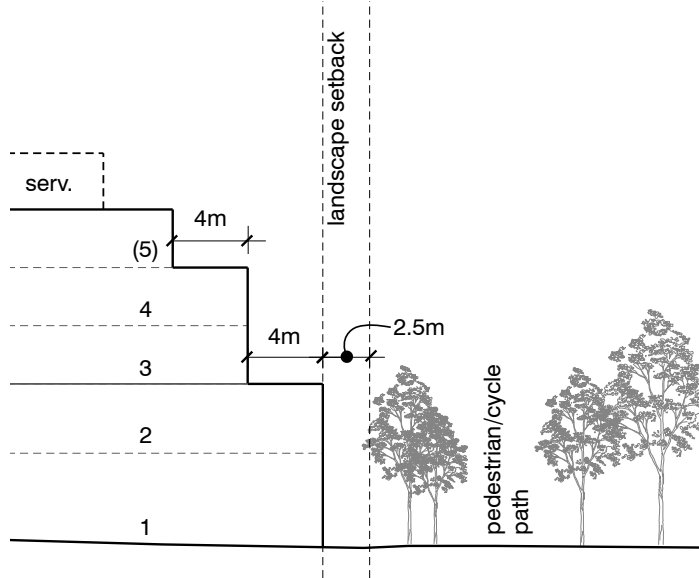 landscape setback
serv.
4m
(5)
4
4m
2.5m
3
2
pedestrian/cycle
path
1